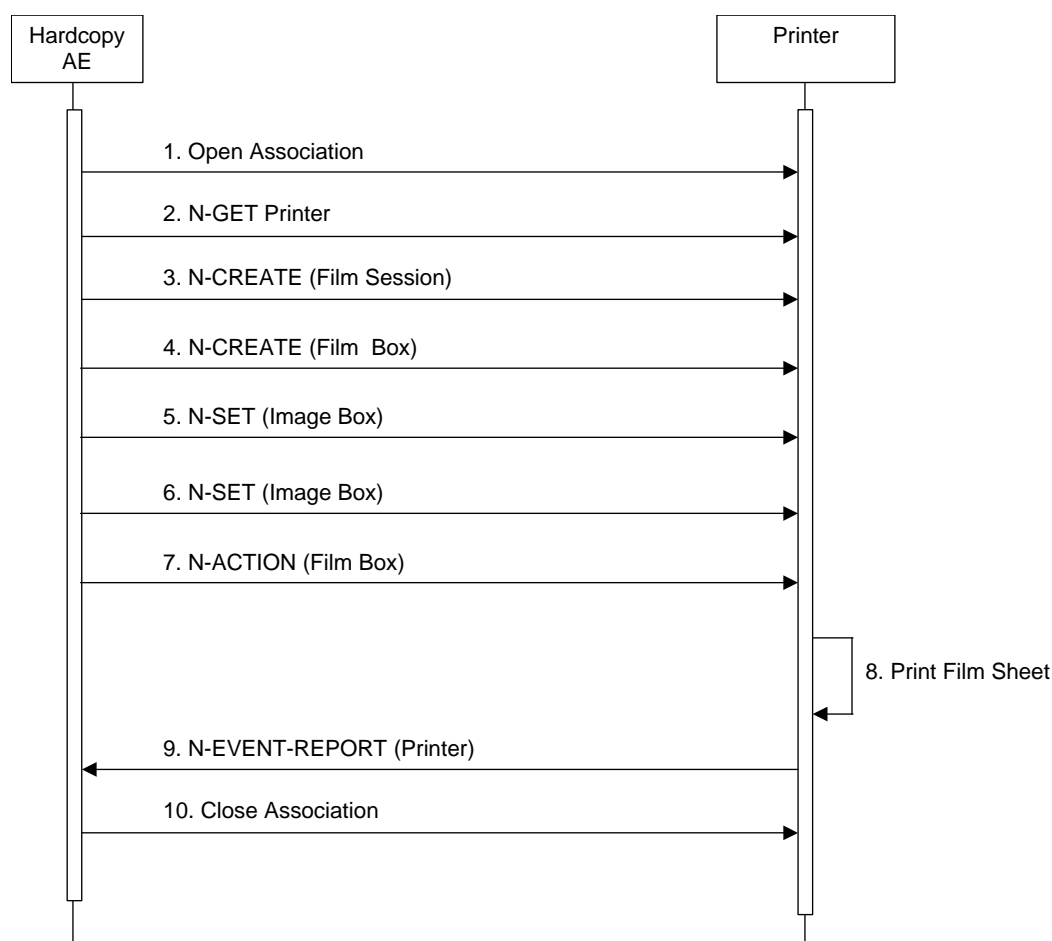 Hardcopy
AE
Printer
1. Open Association
2. N-GET Printer
3. N-CREATE (Film Session)
4. N-CREATE (Film  Box)
5. N-SET (Image Box)
6. N-SET (Image Box)
7. N-ACTION (Film Box)
8. Print Film Sheet
9. N-EVENT-REPORT (Printer)
10. Close Association